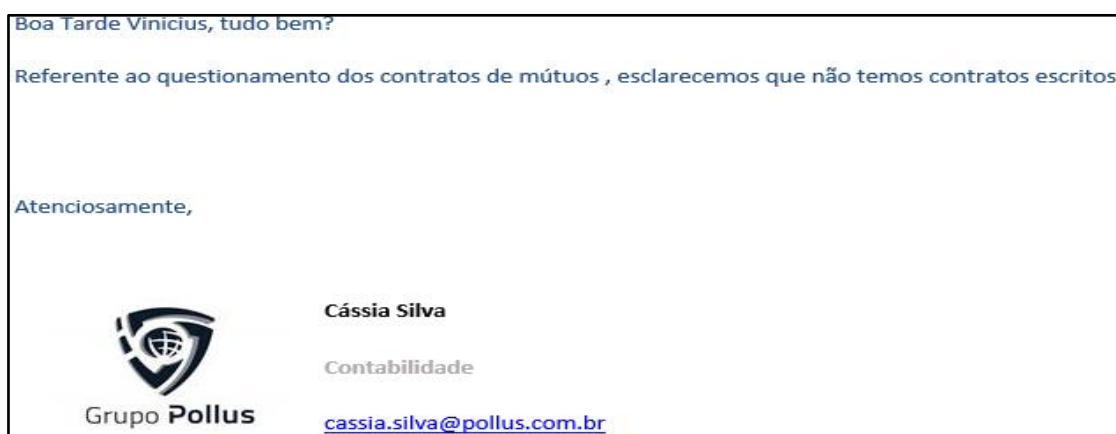 Boa Tarde Vinicius, tudo bem?
Referente ao questionamento dos contratos de mútuos , esclarecemos que não temos contratos escritos
Atenciosamente,
Cássia Silva
Contabilidade
Grupo Pollus
cassia.silva@pollus.com.br